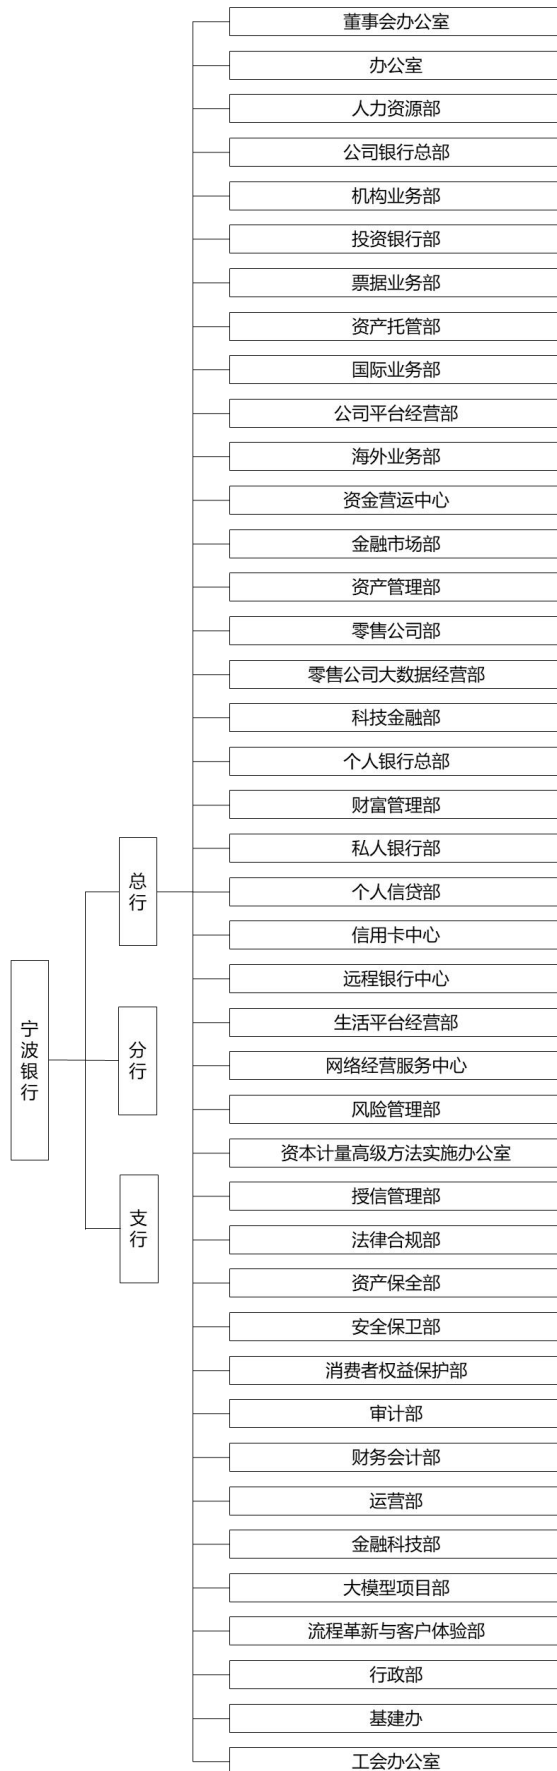 宁波银行
总行
分行
支行
董事会办公室
办公室
人力资源部
公司银行总部
机构业务部
投资银行部
票据业务部
资产托管部
国际业务部
公司平台经营部
海外业务部
资金营运中心
金融市场部
资产管理部
零售公司部
零售公司大数据经营部
科技金融部
个人银行总部
财富管理部
私人银行部
个人信贷部
信用卡中心
远程银行中心
生活平台经营部
网络经营服务中心
风险管理部
资本计量高级方法实施办公室
授信管理部
法律合规部
资产保全部
安全保卫部
消费者权益保护部
审计部
财务会计部
运营部
金融科技部
大模型项目部
流程革新与客户体验部
行政部
基建办
工会办公室